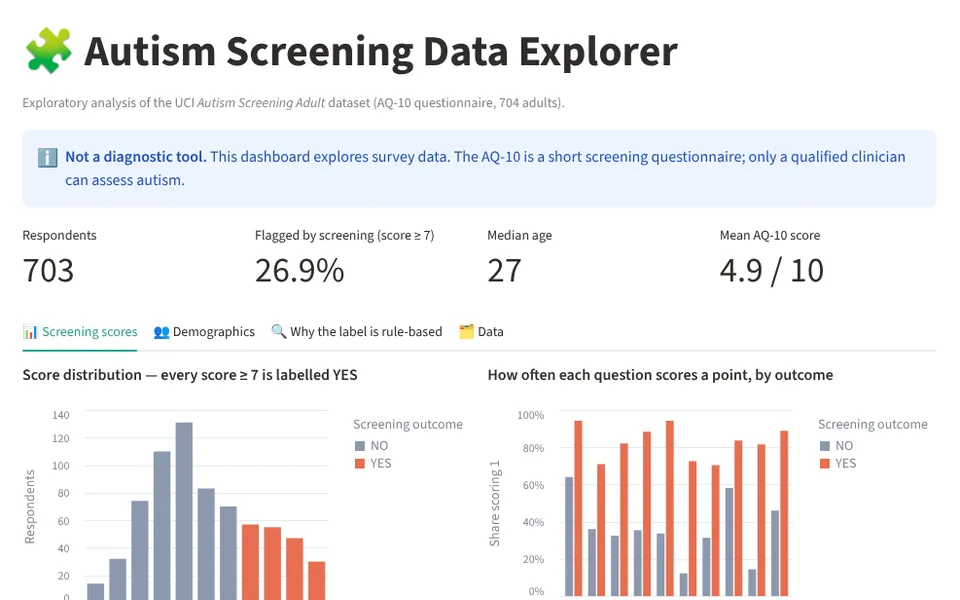 Autism Screening Data Explorer
Exploratory analysis of the UCI Autism Screening Adult dataset (AQ-10 questionnaire, 704 adults).
Not a diagnostic tool. This dashboard explores survey data. The AQ-10 is a short screening questionnaire; only a qualified clinician
can assess autism.
Respondents
703
Flagged by screening (score ≥ 7)
26.9%
Median age
27
Mean AQ-10 score
4.9 / 10
Screening scores
Demographics
Why the label is rule-based
Data
Score distribution — every score ≥ 7 is labelled YES
Respondents
140
120
100
80
60
40
20
0
Screening outcome
NO
YES
How often each question scores a point, by outcome
Share scoring 1
100%
80%
60%
40%
20%
0%
Screening outcome
NO
YES